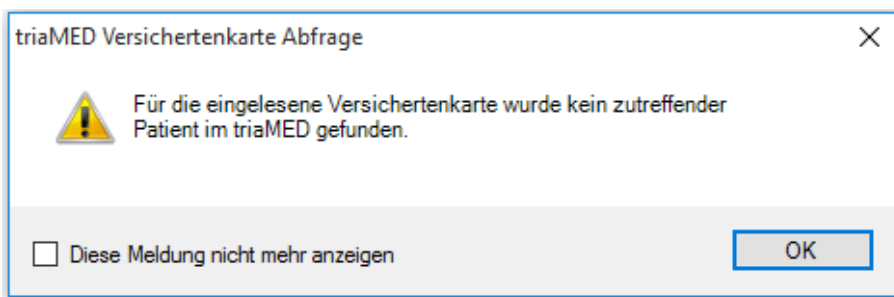 triaMED Versichertenkarte Abfrage
Für die eingelesene Versichertenkarte wurde kein zutreffender
Patient im triaMED gefunden.
Diese Meldung nicht mehr anzeigen
OK